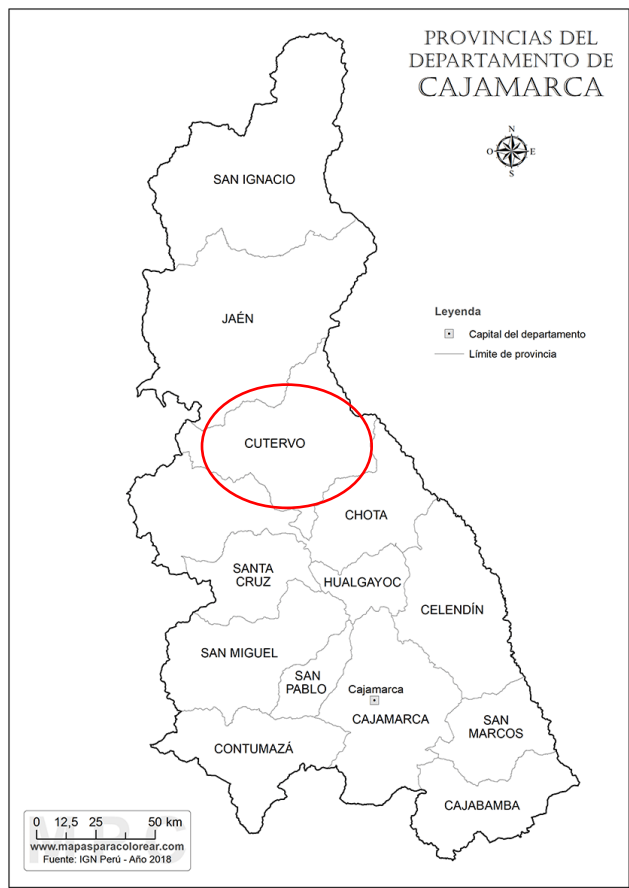 PROVINCIAS DEL
DEPARTAMENTO DE
CAJAMARCA
N
O
E
S
SAN IGNACIO
JAÉN
Leyenda
Capital del departamento
Límite de provincia
CUTERVO
CHOTA
SANTA
CRUZ
HUALGAYOC
CELENDÍN
SAN MIGUEL
SAN
PABLO
Cajamarca
CAJAMARCA
SAN
MARCOS
CONTUMAZÁ
CAJABAMBA
0 12,5 25 50 km
MPC
www.mapasparacolorear.com
Fuente: IGN Perú - Año 2018